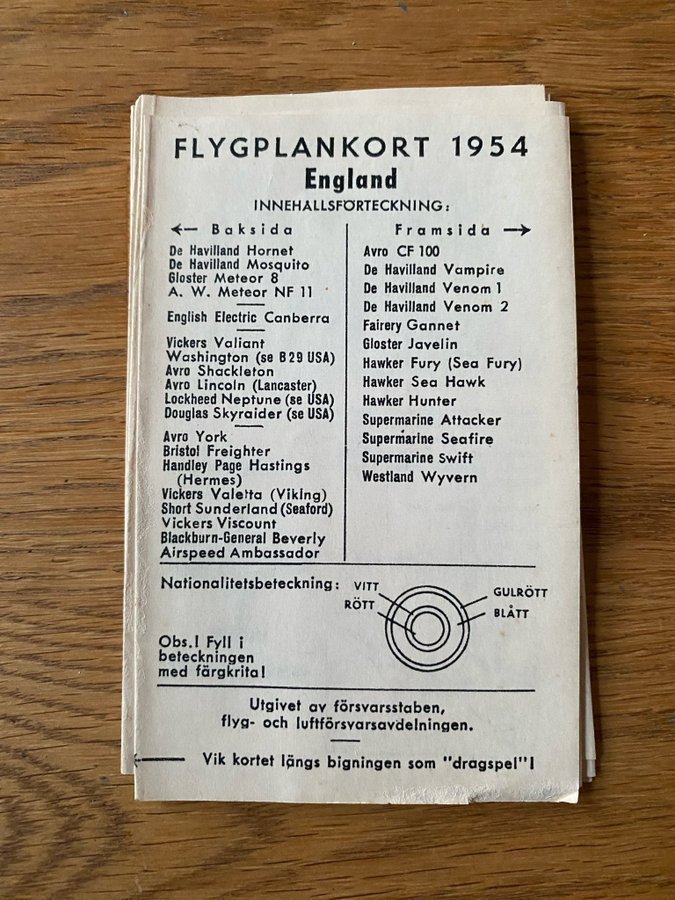 FLYGPLANKORT 1954
England
INNEHALLSFÖRTECKNING:
← Baksida
De Havilland Hornet
De Havilland Mosquito
Gloster Meteor 8
A. W. Meteor NF 11
English Electric Canberra
Vickers Valiant
Washington (se B 29 USA)
Avro Shackleton
Avro Lincoln (Lancaster)
Lockheed Neptune (se USA)
Douglas Skyraider (se USA)
Avro York
Bristol Freighter
Handley Page Hastings
(Hermes)
Vickers Valetta (Viking)
Short Sunderland (Seaford)
Vickers Viscount
Blackburn-General Beverly
Airspeed Ambassador
Framsida →
Avro CF 100
De Havilland Vampire
De Havilland Venom 1
De Havilland Venom 2
Fairery Gannet
Gloster Javelin
Hawker Fury (Sea Fury)
Hawker Sea Hawk
Hawker Hunter
Supermarine Attacker
Supermarine Seafire
Supermarine Swift
Westland Wyvern
Nationalitetsbeteckning:
VITT
RÖTT
GULRÖTT
BLÅTT
Obs.! Fyll i
beteckningen
med färgkrita!
Utgivet av försvarsstaben,
flyg- och luftförsvarsavdelningen.
Vik kortet längs bigningen som "dragspel"!